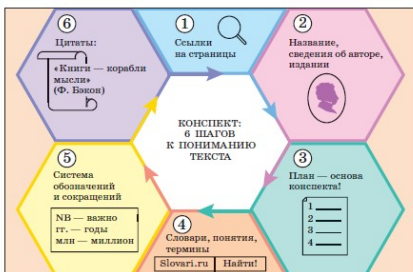 КОНСПЕКТ:
6 ШАГОВ
К ПОНИМАНИЮ
ТЕКСТА
1
Ссылки
на страницы
2
Название,
сведения об авторе,
издании
3
План — основа
конспекта!
1
2
3
4
4
Словари, понятия,
термины
Slovari.ru Найти!
5
Система
обозначений
и сокращений
NB — важно
гг. — годы
млн — миллион
6
Цитаты:
«Книги — корабли
мысли»
(Ф. Бэкон)